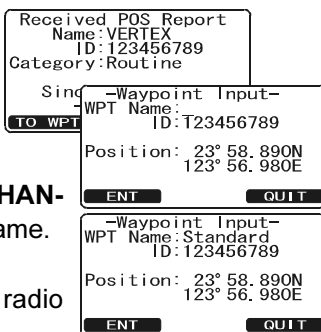 Received POS Report
Name:VERTEX
ID:123456789
Category:Routine
Sinc
TO WPT
-Waypoint Input-
WPT Name:_
ID:123456789
Position: 23°58.890N
123°56.980E
ENT QUIT
HAN-
ame.
radio
-Waypoint Input-
WPT Name:Standard
ID:123456789
Position: 23°58.890N
123°56.980E
ENT QUIT